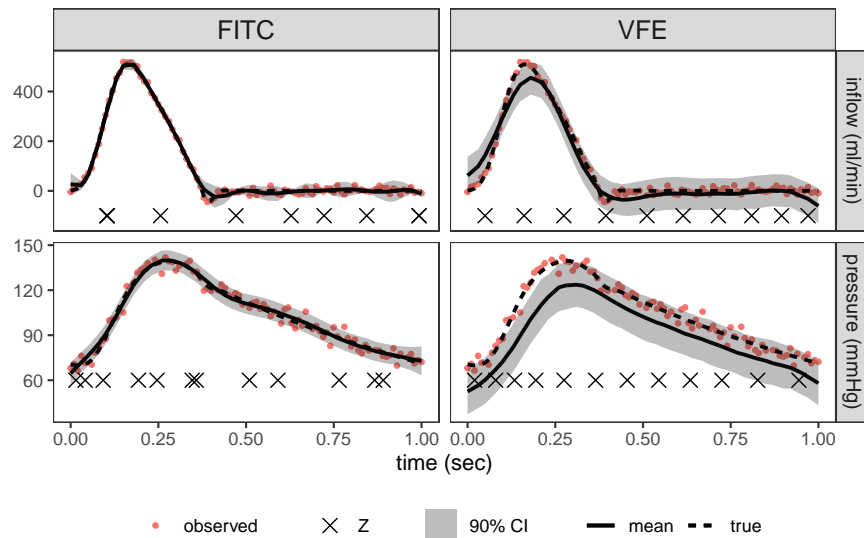 FITC VFE
400
200
0
inflow (ml/min)
150
120
90
60
pressure (mmHg)
0.00 0.25 0.50 0.75 1.00 0.00 0.25 0.50 0.75 1.00
time (sec)
observed Z 90% CI mean true